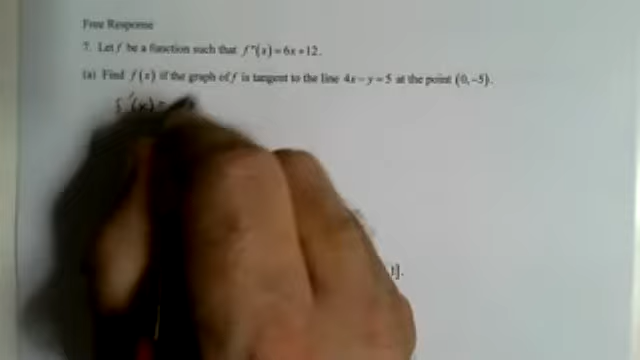 Free Response
7. Let f be a function such that f''(x) = 6x + 12.
(a) Find f(x) if the graph of f is tangent to the line 4x − y = 5 at the point (0, −5).
f'(x) =
1].